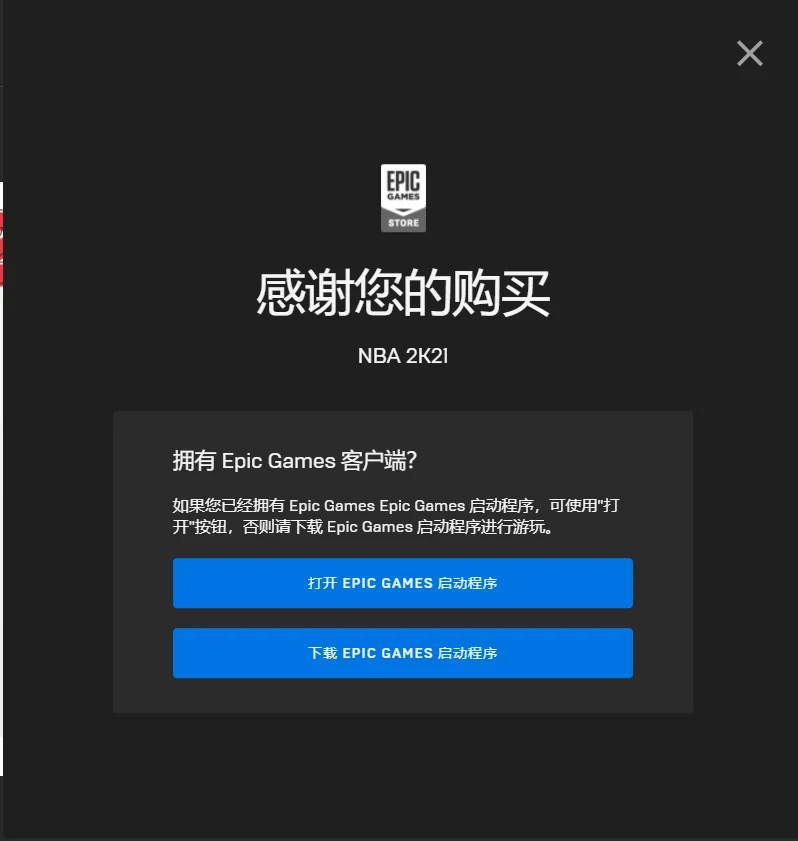 EPIC
GAMES
STORE
感谢您的购买
NBA 2K21
拥有 Epic Games 客户端？
如果您已经拥有 Epic Games Epic Games 启动程序，可使用"打
开"按钮，否则请下载 Epic Games 启动程序进行游玩。
打开 EPIC GAMES 启动程序
下载 EPIC GAMES 启动程序